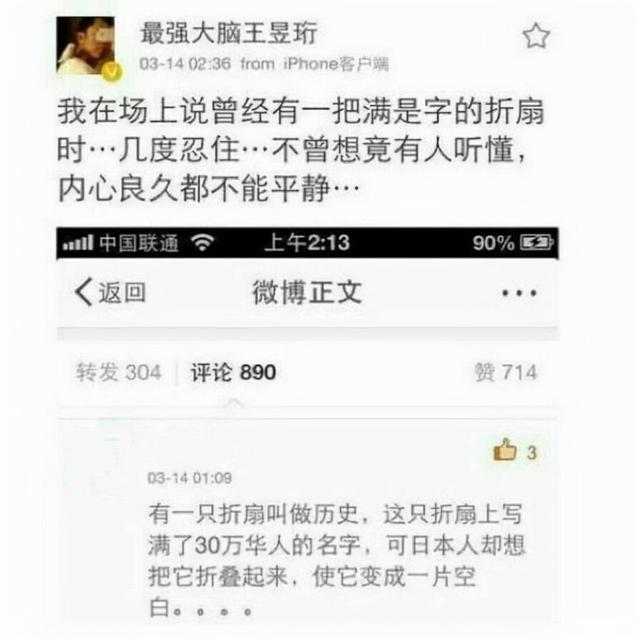 最强大脑王昱珩
03-14 02:36 from iPhone客户端
我在场上说曾经有一把满是字的折扇
时…几度忍住…不曾想竟有人听懂，
内心良久都不能平静…
中国联通 上午2:13 90%
返回 微博正文 ...
转发 304 评论 890 赞 714
3
03-14 01:09
有一只折扇叫做历史，这只折扇上写
满了30万华人的名字，可日本人却想
把它折叠起来，使它变成一片空
白。。。。